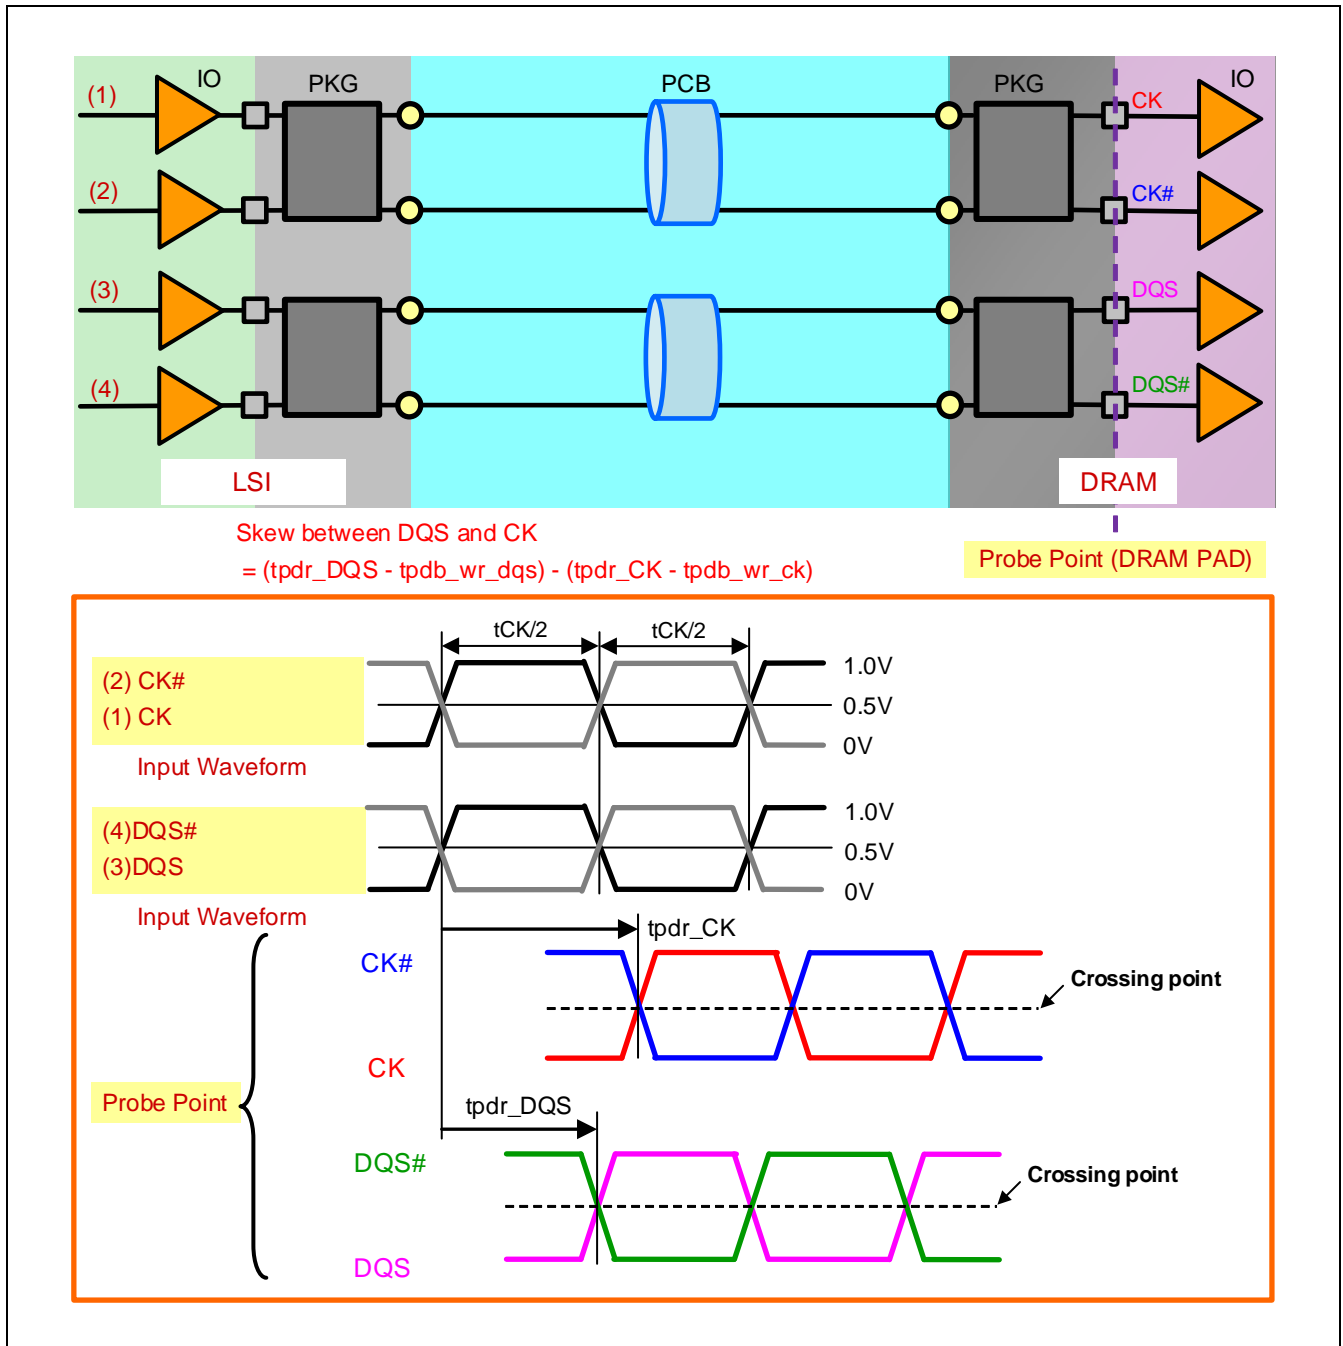 IO
PKG
PCB
PKG
IO
(1)
CK
(2)
CK#
(3)
DQS
(4)
DQS#
LSI
DRAM
Skew between DQS and CK
= (tpdr_DQS - tpdb_wr_dqs) - (tpdr_CK - tpdb_wr_ck)
Probe Point (DRAM PAD)
tCK/2
tCK/2
(2) CK#
(1) CK
1.0V
0.5V
0V
Input Waveform
(4)DQS#
(3)DQS
1.0V
0.5V
0V
Input Waveform
tpdr_CK
CK#
Crossing point
CK
Probe Point
tpdr_DQS
DQS#
Crossing point
DQS